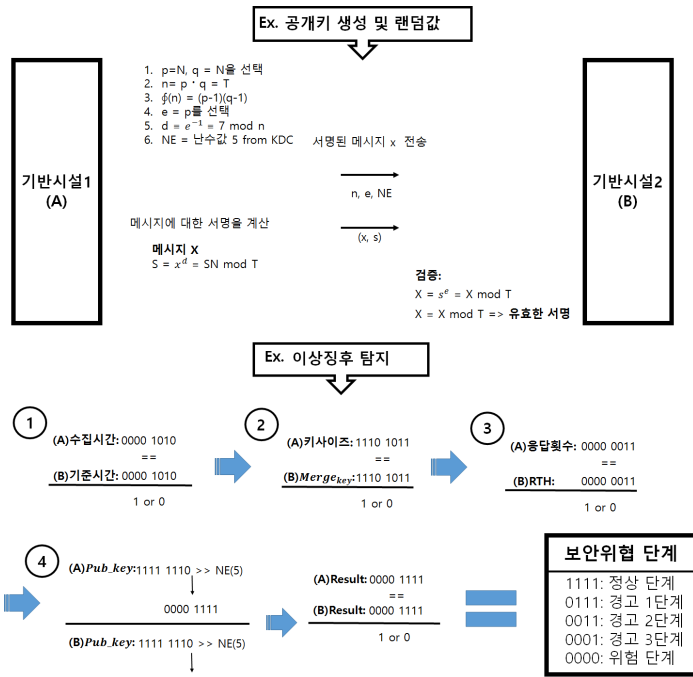 Ex. 공개키 생성 및 랜덤값
기반시설1
(A)
1. p=N, q = N을 선택
2. n= p · q = T
3. ∮(n) = (p-1)(q-1)
4. e = p를 선택
5. d = e⁻¹ = 7 mod n
6. NE = 난수값 5 from KDC
서명된 메시지 x 전송
n, e, NE
메시지에 대한 서명을 계산
(x, s)
메시지 X
S = xᵈ = SN mod T
검증:
X = sᵉ = X mod T
X = X mod T => 유효한 서명
기반시설2
(B)
Ex. 이상징후 탐지
1
(A)수집시간: 0000 1010
==
(B)기준시간: 0000 1010
1 or 0
2
(A)키사이즈: 1110 1011
==
(B)Merge_key: 1110 1011
1 or 0
3
(A)응답횟수: 0000 0011
==
(B)RTH: 0000 0011
1 or 0
4
(A)Pub_key: 1111 1110 >> NE(5)
0000 1111
(B)Pub_key: 1111 1110 >> NE(5)
(A)Result: 0000 1111
==
(B)Result: 0000 1111
1 or 0
보안위협 단계
1111: 정상 단계
0111: 경고 1단계
0011: 경고 2단계
0001: 경고 3단계
0000: 위험 단계